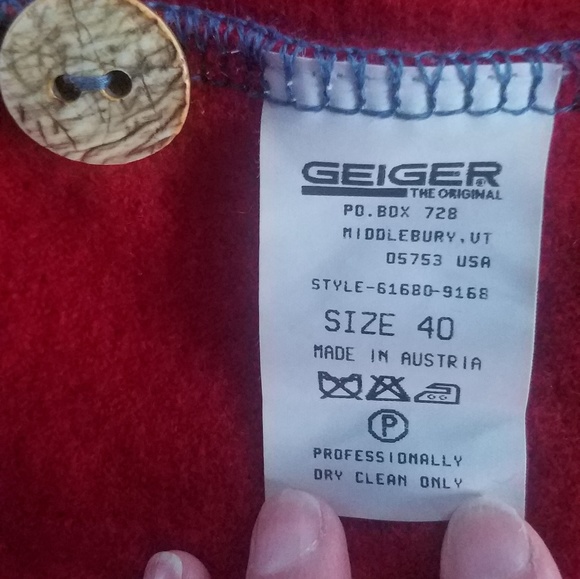 GEIGER®
THE ORIGINAL
PO.BOX 728
MIDDLEBURY,VT
05753 USA
STYLE-61680-9168
SIZE 40
MADE IN AUSTRIA
P
PROFESSIONALLY
DRY CLEAN ONLY